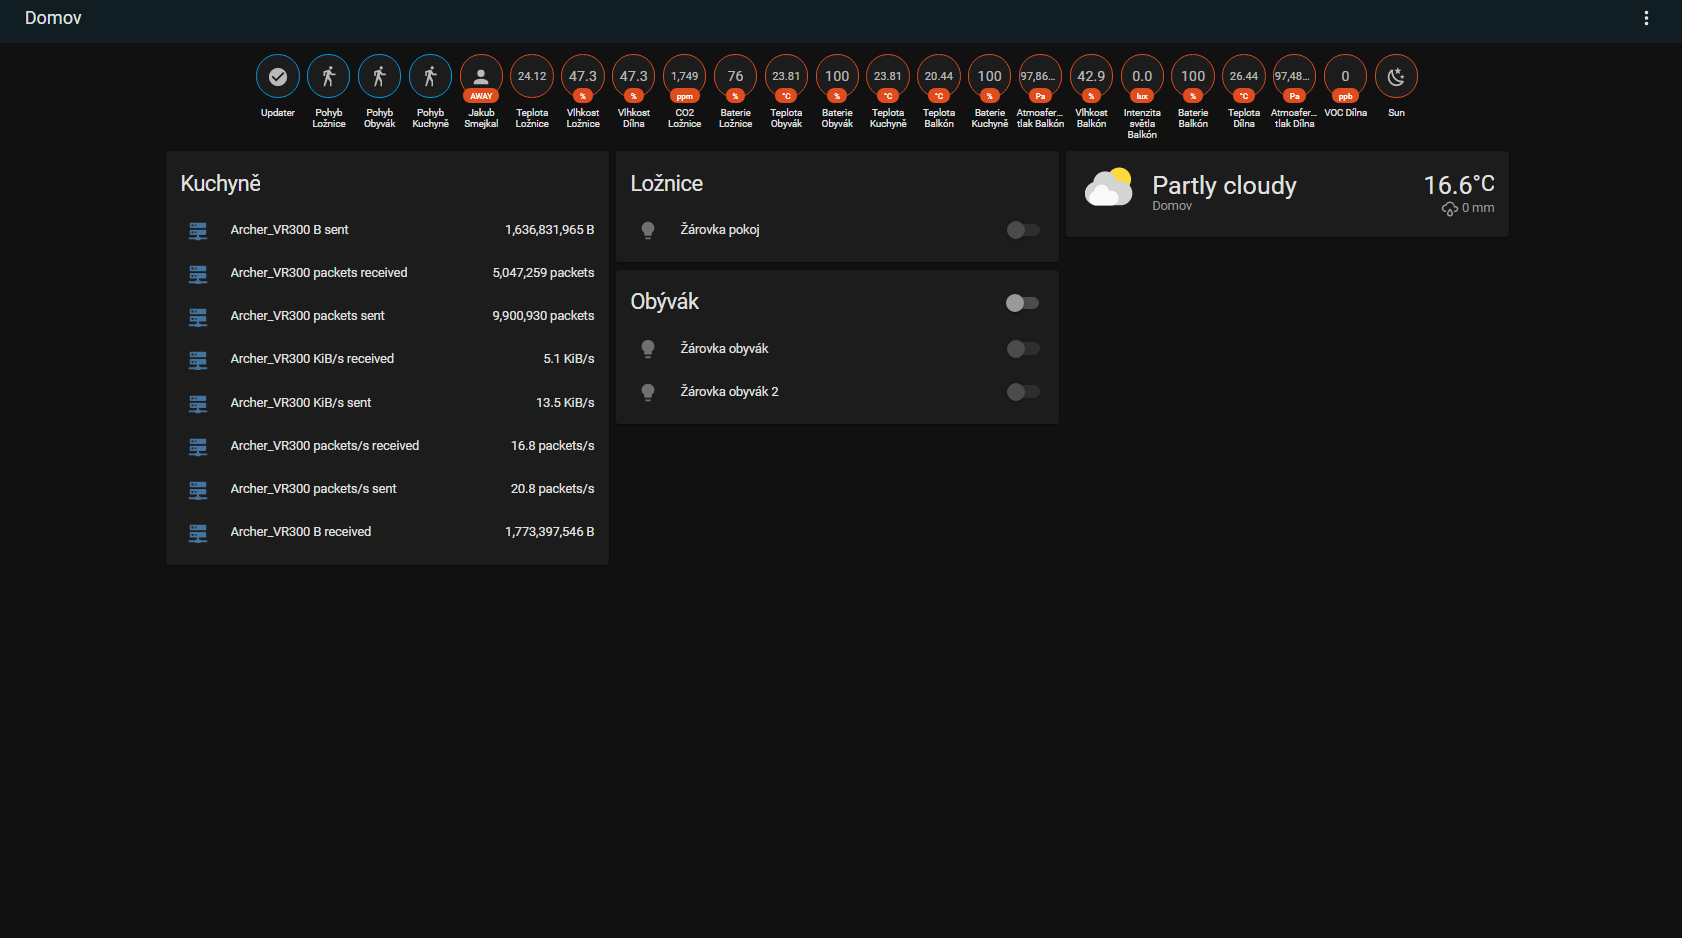 Domov
Updater
Pohyb
Ložnice
Pohyb
Obyvák
Pohyb
Kuchyně
AWAY
Jakub
Smejkal
24.12
Teplota
Ložnice
47.3
%
Vlhkost
Ložnice
47.3
%
Vlhkost
Dílna
1,749
ppm
CO2
Ložnice
76
%
Baterie
Ložnice
23.81
°C
Teplota
Obyvák
100
%
Baterie
Obyvák
23.81
°C
Teplota
Kuchyně
20.44
°C
Teplota
Balkón
100
%
Baterie
Kuchyně
97,86...
Pa
Atmosfer...
tlak Balkón
42.9
%
Vlhkost
Balkón
0.0
lux
Intenzita
světla
Balkón
100
%
Baterie
Balkón
26.44
°C
Teplota
Dílna
97,48...
Pa
Atmosfer...
tlak Dílna
0
ppb
VOC Dílna
Sun
Kuchyně
Archer_VR300 B sent 1,636,831,965 B
Archer_VR300 packets received 5,047,259 packets
Archer_VR300 packets sent 9,900,930 packets
Archer_VR300 KiB/s received 5.1 KiB/s
Archer_VR300 KiB/s sent 13.5 KiB/s
Archer_VR300 packets/s received 16.8 packets/s
Archer_VR300 packets/s sent 20.8 packets/s
Archer_VR300 B received 1,773,397,546 B
Ložnice
Žárovka pokoj
Obývák
Žárovka obyvák
Žárovka obyvák 2
Partly cloudy 16.6°C
Domov 0 mm